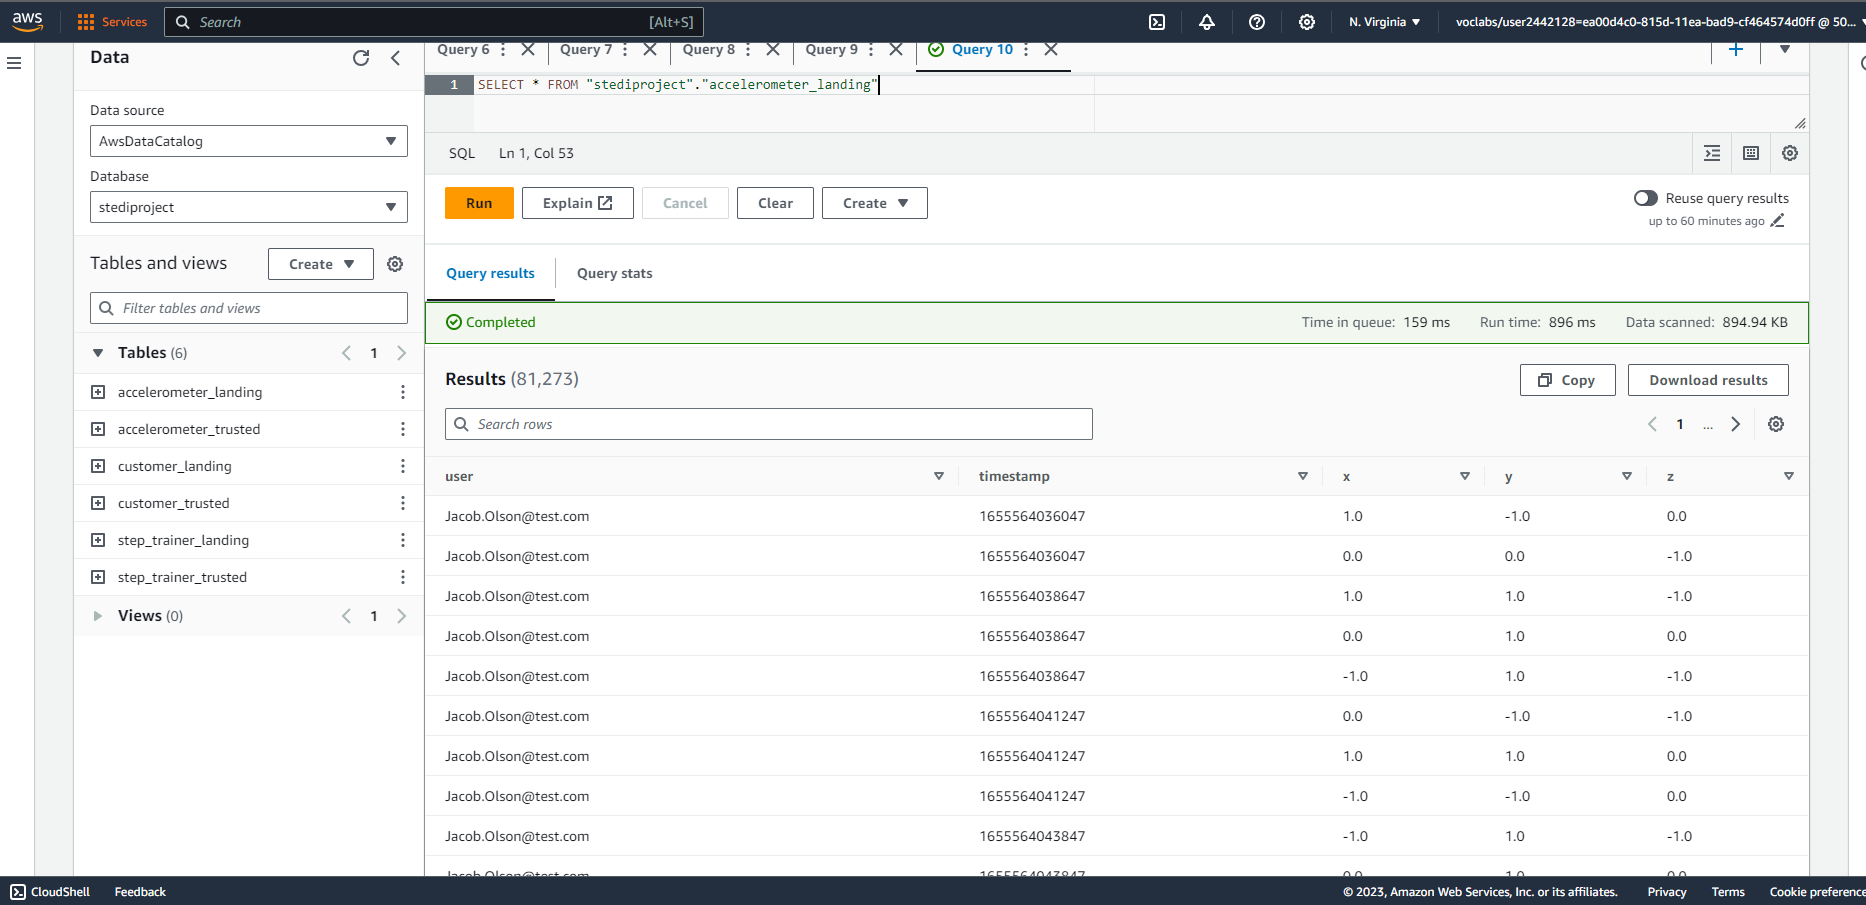 aws Services Search [Alt+S] N. Virginia voclabs/user2442128=ea00d4c0-815d-11ea-bad9-cf464574d0ff @ 50...
Data
Query 6 Query 7 Query 8 Query 9 Query 10
1 SELECT * FROM "stediproject"."accelerometer_landing"
Data source
AwsDataCatalog
SQL Ln 1, Col 53
Database
stediproject
Run Explain Cancel Clear Create
Reuse query results
up to 60 minutes ago
Tables and views Create
Filter tables and views
Query results Query stats
Completed Time in queue: 159 ms Run time: 896 ms Data scanned: 894.94 KB
Tables (6) 1
accelerometer_landing
accelerometer_trusted
customer_landing
customer_trusted
step_trainer_landing
step_trainer_trusted
Views (0) 1
Results (81,273) Copy Download results
Search rows 1 ...
user timestamp x y z
Jacob.Olson@test.com 1655564036047 1.0 -1.0 0.0
Jacob.Olson@test.com 1655564036047 0.0 0.0 -1.0
Jacob.Olson@test.com 1655564038647 1.0 1.0 -1.0
Jacob.Olson@test.com 1655564038647 0.0 1.0 0.0
Jacob.Olson@test.com 1655564038647 -1.0 1.0 -1.0
Jacob.Olson@test.com 1655564041247 0.0 -1.0 -1.0
Jacob.Olson@test.com 1655564041247 1.0 1.0 0.0
Jacob.Olson@test.com 1655564041247 -1.0 -1.0 0.0
Jacob.Olson@test.com 1655564043847 -1.0 1.0 -1.0
Jacob.Olson@test.com 1655564043847 0.0 1.0 0.0
CloudShell Feedback © 2023, Amazon Web Services, Inc. or its affiliates. Privacy Terms Cookie preference